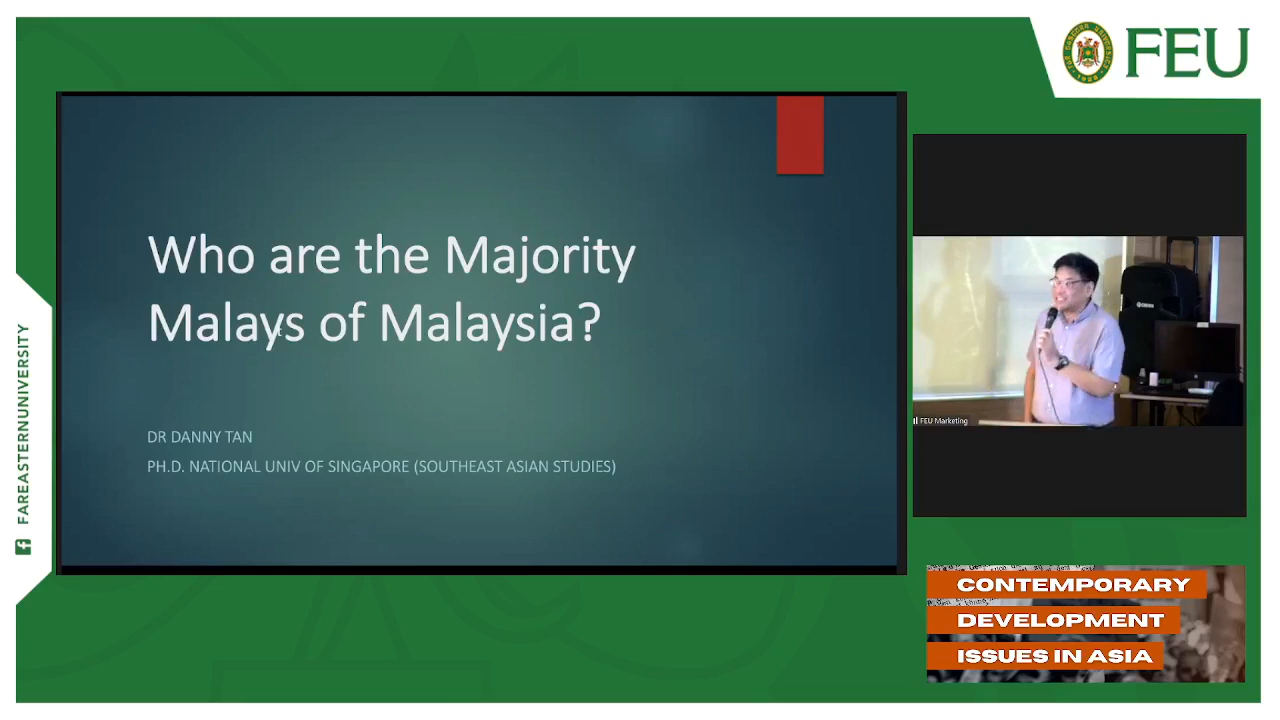 FEU
Who are the Majority
Malays of Malaysia?
DR DANNY TAN
PH.D. NATIONAL UNIV OF SINGAPORE (SOUTHEAST ASIAN STUDIES)
FAREASTERNUNIVERSITY
FEU Marketing
CONTEMPORARY
DEVELOPMENT
ISSUES IN ASIA